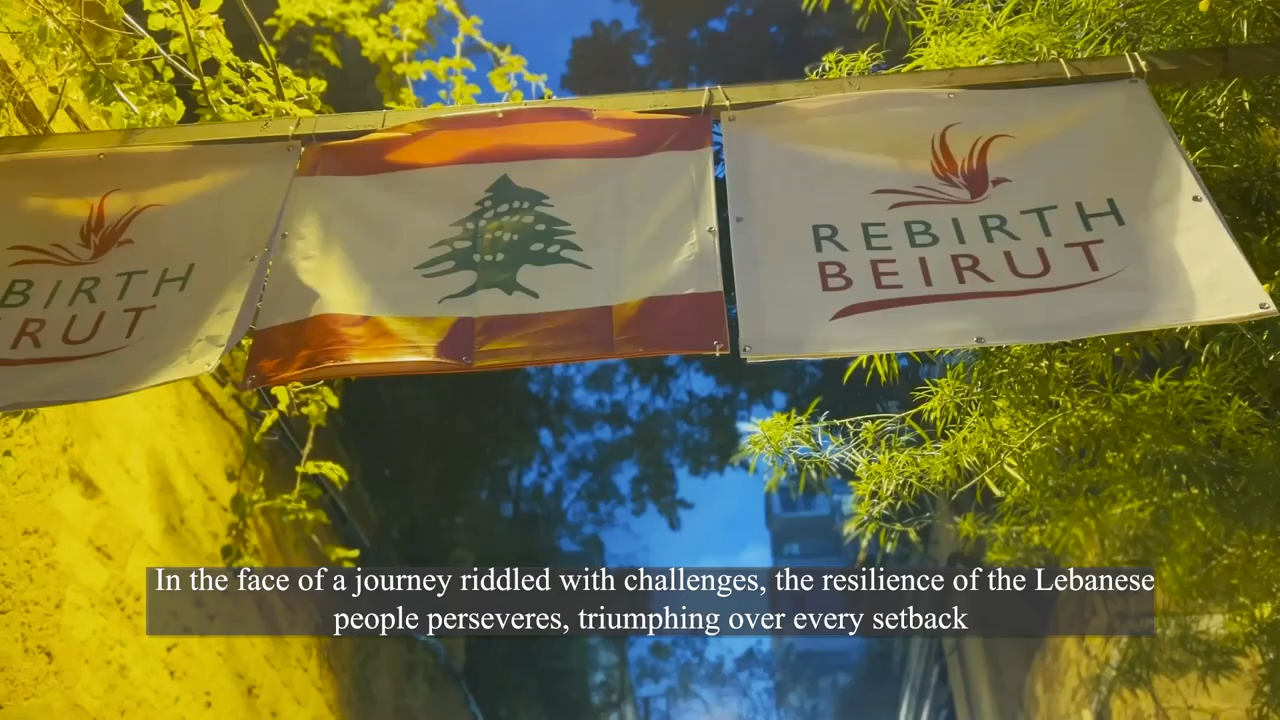 BIRTH
RUT
REBIRTH
BEIRUT
In the face of a journey riddled with challenges, the resilience of the Lebanese
people perseveres, triumphing over every setback